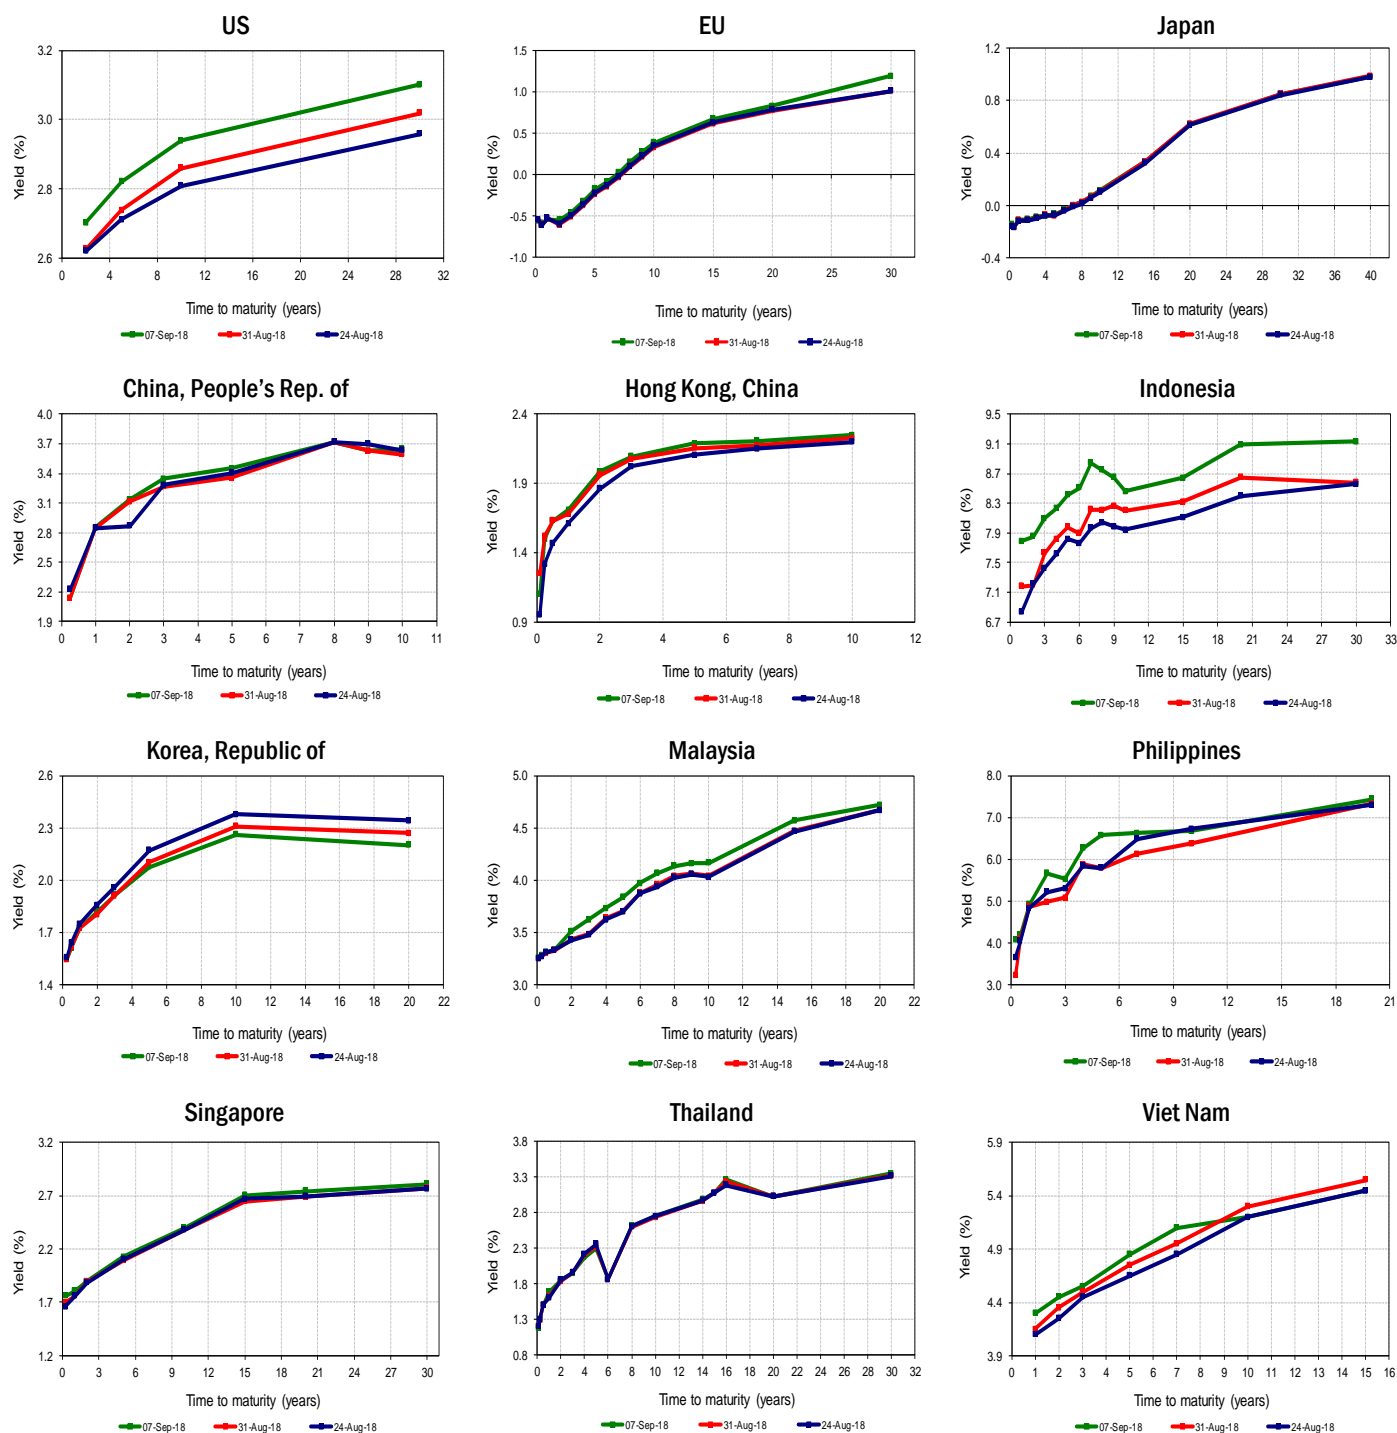 US
EU
Japan
3.2
3.0
2.8
2.6
Yield (%)
0 4 8 12 16 20 24 28 32
Time to maturity (years)
07-Sep-18 31-Aug-18 24-Aug-18
1.5
1.0
0.5
0.0
-0.5
-1.0
Yield (%)
0 5 10 15 20 25 30
Time to maturity (years)
07-Sep-18 31-Aug-18 24-Aug-18
1.2
0.8
0.4
0.0
-0.4
Yield (%)
0 4 8 12 16 20 24 28 32 36 40
Time to maturity (years)
07-Sep-18 31-Aug-18 24-Aug-18
China, People's Rep. of
Hong Kong, China
Indonesia
4.0
3.7
3.4
3.1
2.8
2.5
2.2
1.9
Yield (%)
0 1 2 3 5 8 9 10 11
Time to maturity (years)
07-Sep-18 31-Aug-18 24-Aug-18
2.4
1.9
1.4
0.9
Yield (%)
0 2 4 6 8 10 12
Time to maturity (years)
07-Sep-18 31-Aug-18 24-Aug-18
9.5
9.1
8.7
8.3
7.9
7.5
7.1
6.7
Yield (%)
0 3 6 9 12 15 18 21 24 27 30 33
Time to maturity (years)
07-Sep-18 31-Aug-18 24-Aug-18
Korea, Republic of
Malaysia
Philippines
2.6
2.3
2.0
1.7
1.4
Yield (%)
0 2 4 6 8 10 12 14 16 18 20 22
Time to maturity (years)
07-Sep-18 31-Aug-18 24-Aug-18
5.0
4.5
4.0
3.5
3.0
Yield (%)
0 2 4 6 8 10 12 14 16 18 20 22
Time to maturity (years)
07-Sep-18 31-Aug-18 24-Aug-18
8.0
7.0
6.0
5.0
4.0
3.0
Yield (%)
0 3 6 9 12 15 18 21
Time to maturity (years)
07-Sep-18 31-Aug-18 24-Aug-18
Singapore
Thailand
Viet Nam
3.2
2.7
2.2
1.7
1.2
Yield (%)
0 3 6 9 12 15 18 21 24 27 30
Time to maturity (years)
07-Sep-18 31-Aug-18 24-Aug-18
3.8
3.3
2.8
2.3
1.8
1.3
0.8
Yield (%)
0 2 4 6 8 10 12 14 16 18 20 22 24 26 28 30 32
Time to maturity (years)
07-Sep-18 31-Aug-18 24-Aug-18
5.9
5.4
4.9
4.4
3.9
Yield (%)
0 1 2 3 4 5 6 7 8 9 10 11 12 13 14 15 16
Time to maturity (years)
07-Sep-18 31-Aug-18 24-Aug-18